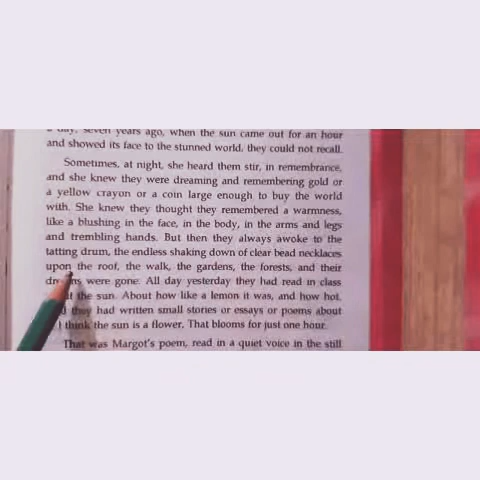 day, seven years ago, when the sun came out for an hour
and showed its face to the stunned world, they could not recall.
Sometimes, at night, she heard them stir, in remembrance,
and she knew they were dreaming and remembering gold or
a yellow crayon or a coin large enough to buy the world
with. She knew they thought they remembered a warmness,
like a blushing in the face, in the body, in the arms and legs
and trembling hands. But then they always awoke to the
tatting drum, the endless shaking down of clear bead necklaces
upon the roof, the walk, the gardens, the forests, and their
were gone. All day yesterday they had read in class
the sun. About how like a lemon it was, and how hot.
they had written small stories or essays or poems about
I think the sun is a flower. That blooms for just one hour.
That was Margot's poem, read in a quiet voice in the still